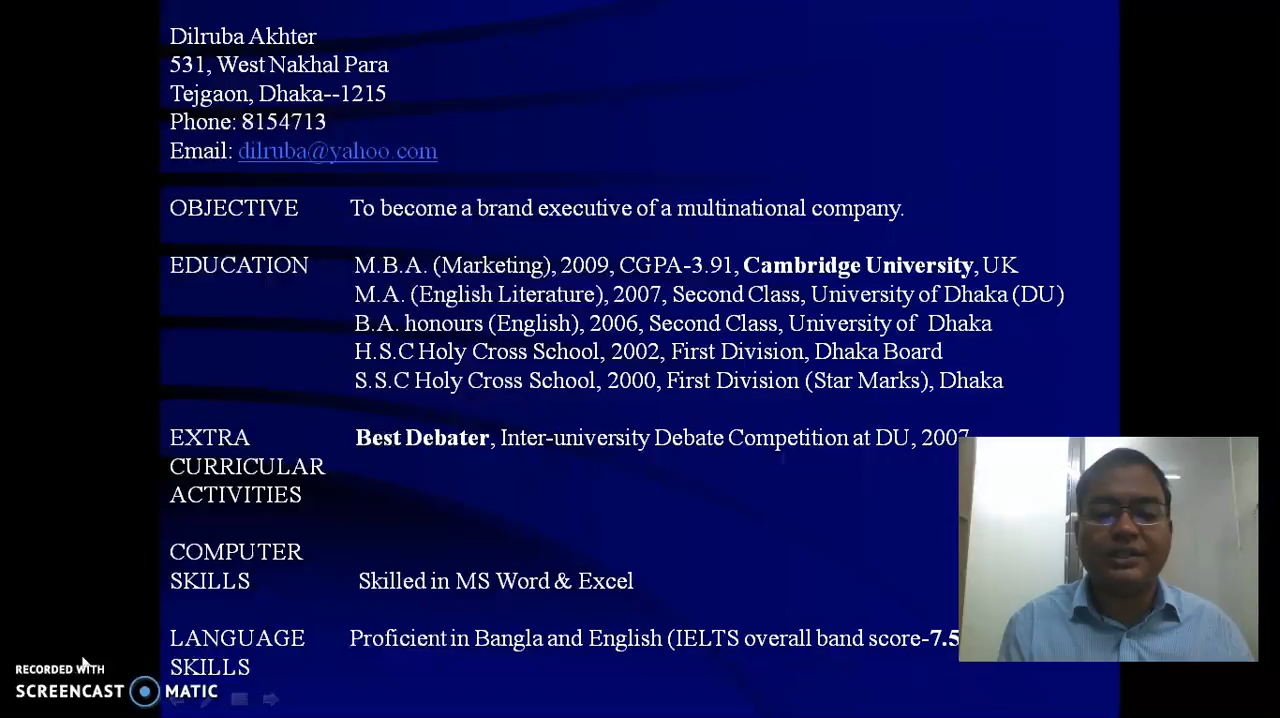 Dilruba Akhter
531, West Nakhal Para
Tejgaon, Dhaka--1215
Phone: 8154713
Email: dilruba@yahoo.com
OBJECTIVE To become a brand executive of a multinational company.
EDUCATION M.B.A. (Marketing), 2009, CGPA-3.91, Cambridge University, UK
M.A. (English Literature), 2007, Second Class, University of Dhaka (DU)
B.A. honours (English), 2006, Second Class, University of Dhaka
H.S.C Holy Cross School, 2002, First Division, Dhaka Board
S.S.C Holy Cross School, 2000, First Division (Star Marks), Dhaka
EXTRA Best Debater, Inter-university Debate Competition at DU, 2007
CURRICULAR
ACTIVITIES
COMPUTER
SKILLS Skilled in MS Word & Excel
LANGUAGE Proficient in Bangla and English (IELTS overall band score-7.5
SKILLS
RECORDED WITH
SCREENCAST MATIC